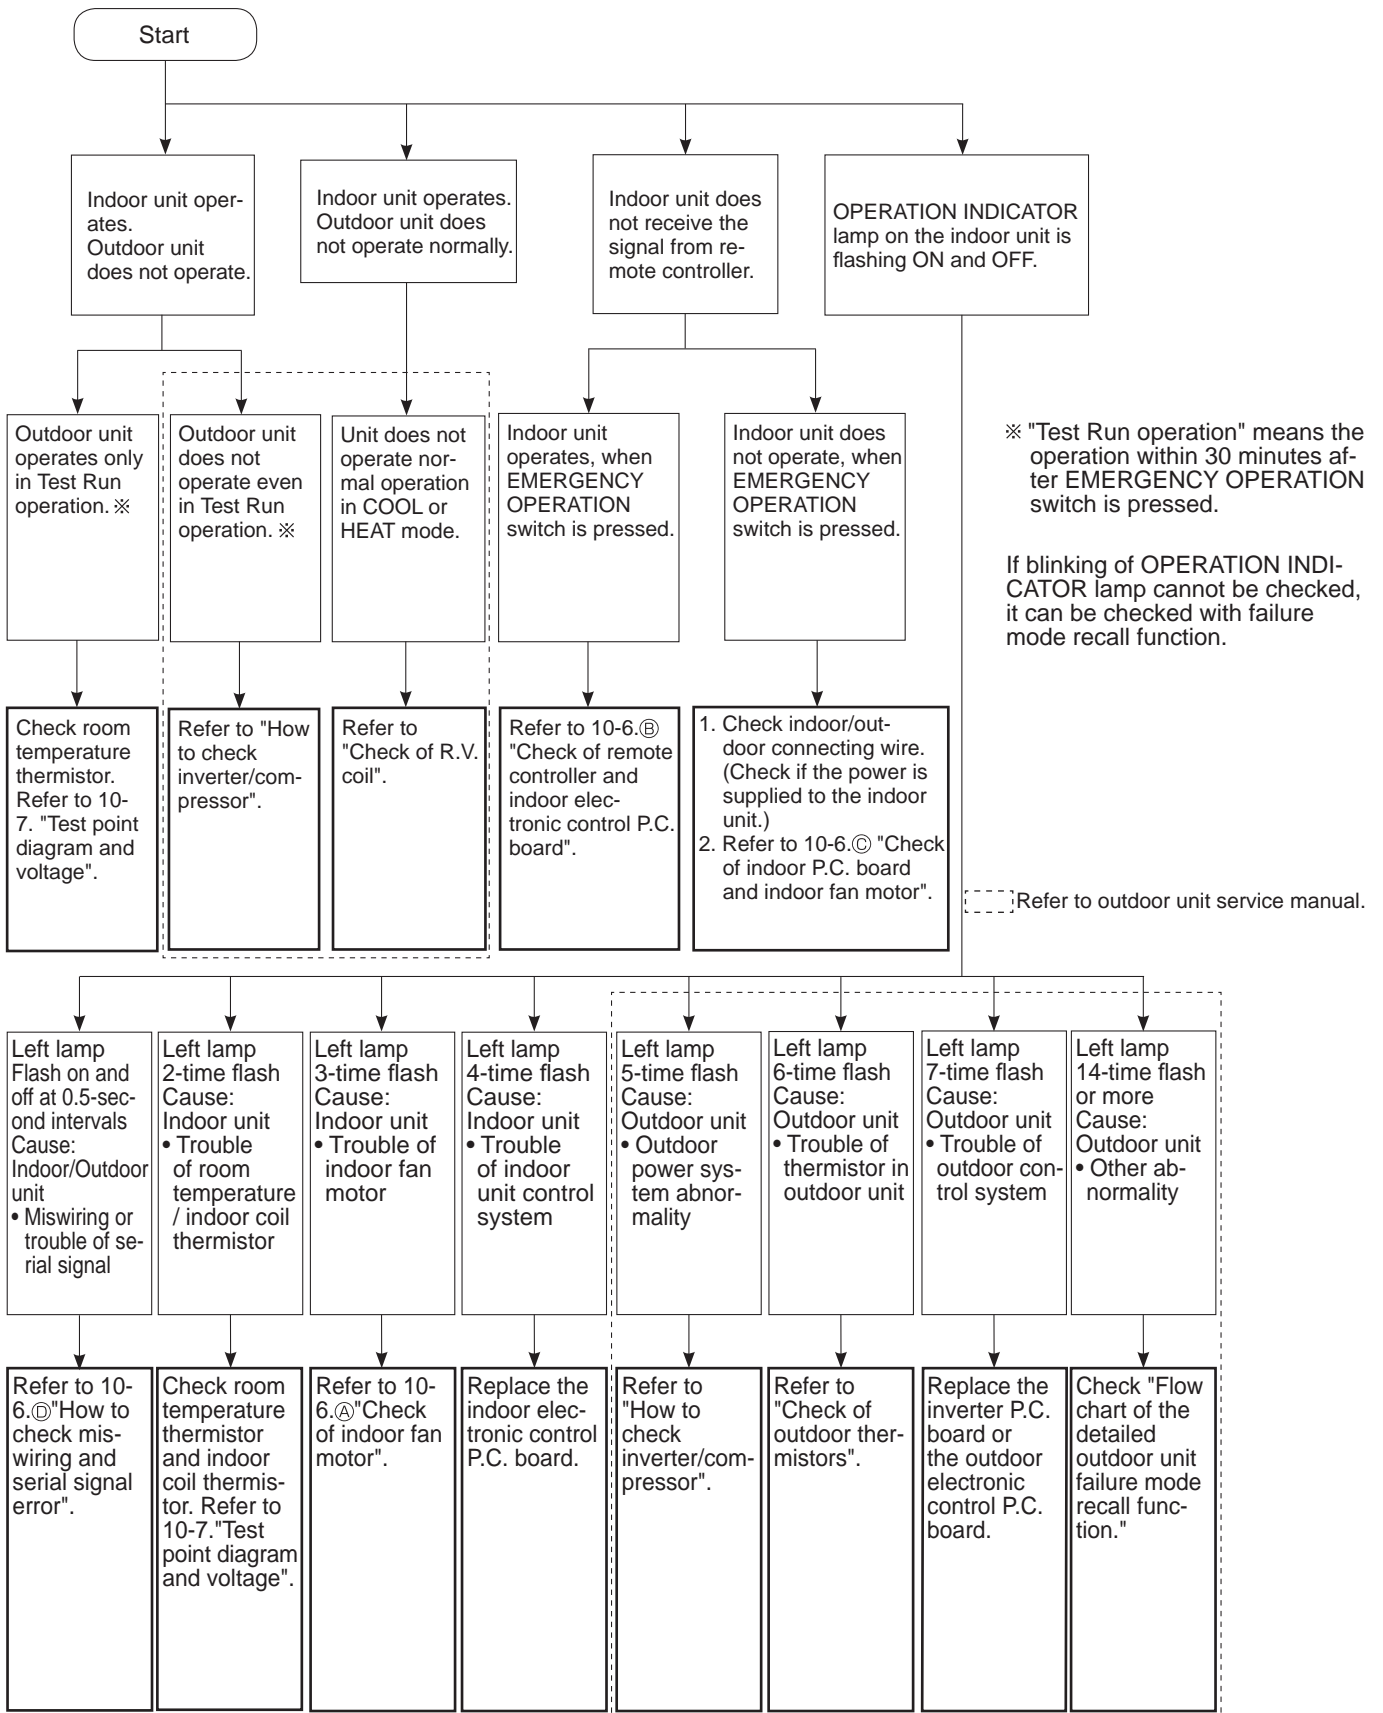 Start
Indoor unit oper-
ates.
Outdoor unit
does not operate.
Indoor unit operates.
Outdoor unit does
not operate normally.
Indoor unit does
not receive the
signal from re-
mote controller.
OPERATION INDICATOR
lamp on the indoor unit is
flashing ON and OFF.
Outdoor unit
operates only
in Test Run
operation. ※
Outdoor unit
does not
operate even
in Test Run
operation. ※
Unit does not
operate nor-
mal operation
in COOL or
HEAT mode.
Indoor unit
operates, when
EMERGENCY
OPERATION
switch is pressed.
Indoor unit does
not operate, when
EMERGENCY
OPERATION
switch is pressed.
※ "Test Run operation" means the
operation within 30 minutes af-
ter EMERGENCY OPERATION
switch is pressed.
If blinking of OPERATION INDI-
CATOR lamp cannot be checked,
it can be checked with failure
mode recall function.
Check room
temperature
thermistor.
Refer to 10-
7. "Test point
diagram and
voltage".
Refer to "How
to check
inverter/com-
pressor".
Refer to
"Check of R.V.
coil".
Refer to 10-6.Ⓑ
"Check of remote
controller and
indoor elec-
tronic control P.C.
board".
1. Check indoor/out-
door connecting wire.
(Check if the power is
supplied to the indoor
unit.)
2. Refer to 10-6.Ⓒ "Check
of indoor P.C. board
and indoor fan motor".
Refer to outdoor unit service manual.
Left lamp
Flash on and
off at 0.5-sec-
ond intervals
Cause:
Indoor/Outdoor
unit
• Miswiring or
trouble of se-
rial signal
Left lamp
2-time flash
Cause:
Indoor unit
• Trouble
of room
temperature
/ indoor coil
thermistor
Left lamp
3-time flash
Cause:
Indoor unit
• Trouble of
indoor fan
motor
Left lamp
4-time flash
Cause:
Indoor unit
• Trouble
of indoor
unit control
system
Left lamp
5-time flash
Cause:
Outdoor unit
• Outdoor
power sys-
tem abnor-
mality
Left lamp
6-time flash
Cause:
Outdoor unit
• Trouble of
thermistor in
outdoor unit
Left lamp
7-time flash
Cause:
Outdoor unit
• Trouble of
outdoor con-
trol system
Left lamp
14-time flash
or more
Cause:
Outdoor unit
• Other ab-
normality
Refer to 10-
6.Ⓓ"How to
check mis-
wiring and
serial signal
error".
Check room
temperature
thermistor
and indoor
coil thermis-
tor. Refer to
10-7."Test
point diagram
and voltage".
Refer to 10-
6.Ⓐ"Check
of indoor fan
motor".
Replace the
indoor elec-
tronic control
P.C. board.
Refer to
"How to
check
inverter/com-
pressor".
Refer to
"Check of
outdoor ther-
mistors".
Replace the
inverter P.C.
board or
the outdoor
electronic
control P.C.
board.
Check "Flow
chart of the
detailed
outdoor unit
failure mode
recall func-
tion."